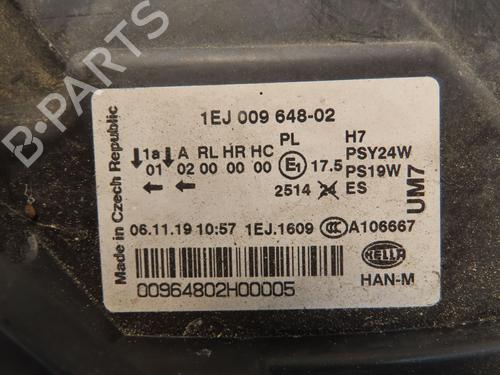 1EJ 009 648-02
Made in Czech Republic
1a A RL HR HC PL H7
01 02 00 00 00 E1 17.5 PSY24W
PS19W
2514 24 ES
UM7
06.11.19 10:57 1EJ.1609 CCC A106667
00964802H00005
HELLA
HAN-M
B-PARTS